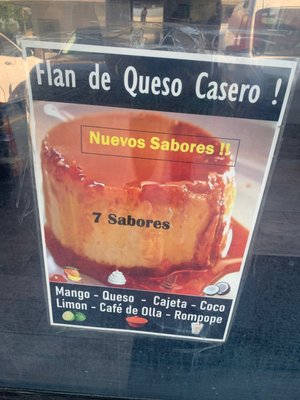 Flan de Queso Casero !
Nuevos Sabores !!
7 Sabores
Mango - Queso - Cajeta - Coco
Limon - Café de Olla - Rompope